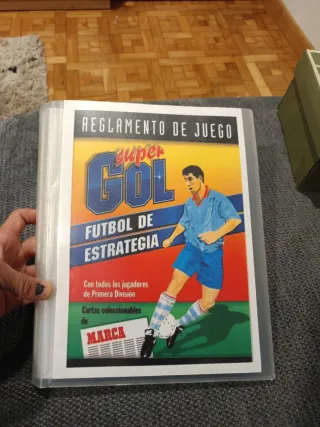 REGLAMENTO DE JUEGO
super
GOL
FUTBOL DE
ESTRATEGIA
Con todos los jugadores
de Primera División
Cartas coleccionables
de
MARCA